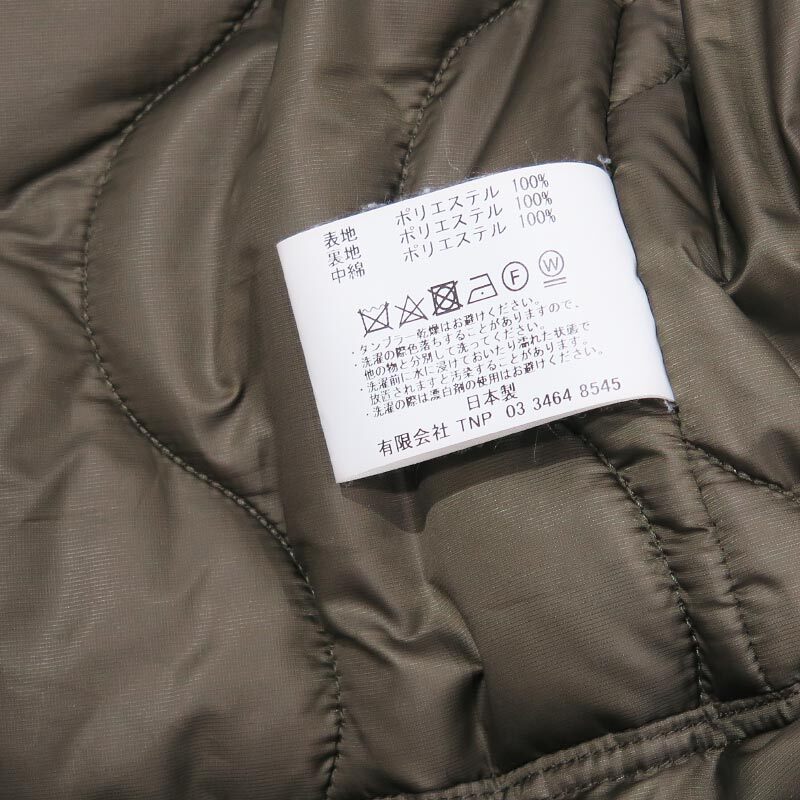 表地 ポリエステル 100%
裏地 ポリエステル 100%
中綿 ポリエステル 100%
F W
・タンブラー乾燥はお避けください。
・洗濯の際色落ちすることがありますので、
他の物と分別して洗ってください。
・洗濯前に水に浸けておいたり濡れた状態で
放置されますと汚染することがあります。
・洗濯の際は漂白剤の使用はお避けください。
日本製
有限会社 TNP 03 3464 8545